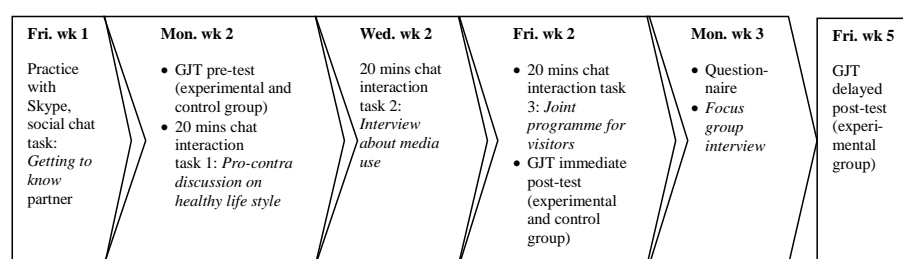 Fri. wk 1
Practice
with
Skype,
social chat
task:
Getting to
know
partner
Mon. wk 2
• GJT pre-test
(experimental and
control group)
• 20 mins chat
interaction
task 1: Pro-contra
discussion on
healthy life style
Wed. wk 2
20 mins chat
interaction
task 2:
Interview
about media
use
Fri. wk 2
• 20 mins chat
interaction task
3: Joint
programme for
visitors
• GJT immediate
post-test
(experimental
and control
group)
Mon. wk 3
• Question-
naire
• Focus
group
interview
Fri. wk 5
GJT
delayed
post-test
(experi-
mental
group)